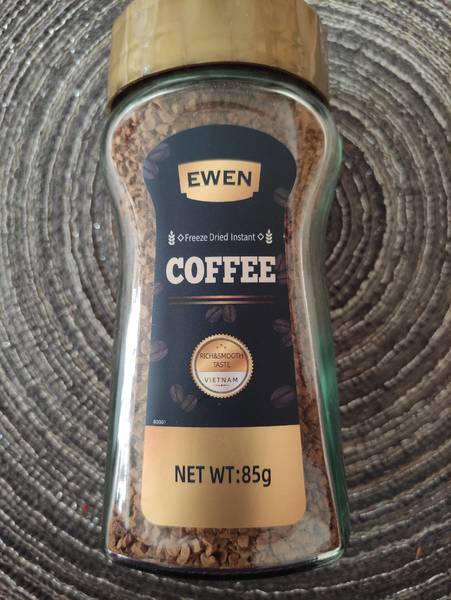 EWEN
Freeze Dried Instant
COFFEE
RICH&SMOOTH
TASTE
VIETNAM
NET WT:85g